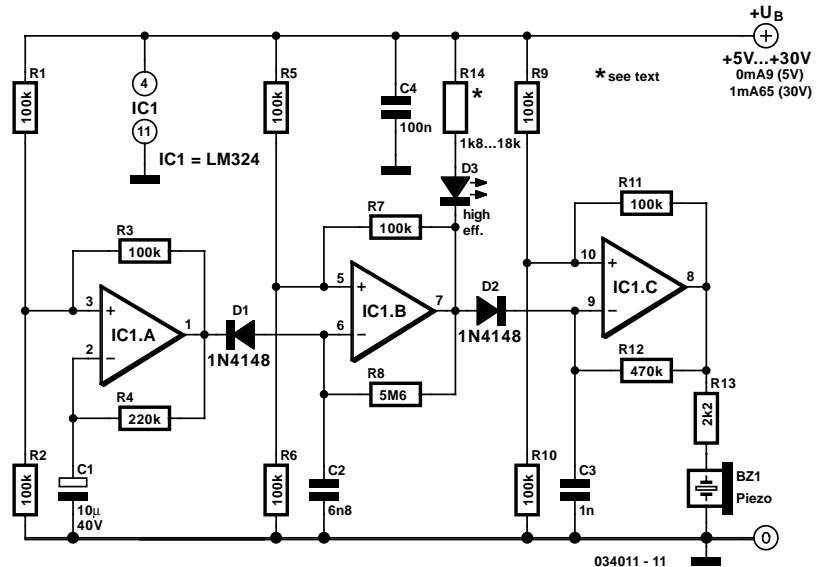 +UB
+5V...+30V
0mA9 (5V)
1mA65 (30V)
* see text
R1
100k
4
IC1
11
IC1 = LM324
R5
100k
C4
100n
R14
*
1k8...18k
R9
100k
D3
high
eff.
R3
100k
R7
100k
R11
100k
3
+
IC1.A
2
–
1
D1
1N4148
5
+
IC1.B
6
–
7
D2
1N4148
10
+
IC1.C
9
–
8
R4
220k
R8
5M6
R12
470k
R13
2k2
R2
100k
C1
10µ
40V
R6
100k
C2
6n8
R10
100k
C3
1n
BZ1
Piezo
0
034011 - 11